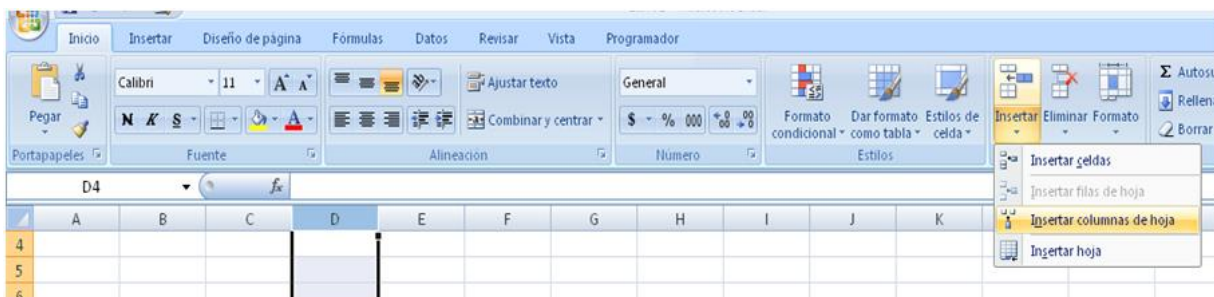 Inicio Insertar Diseño de página Fórmulas Datos Revisar Vista Programador
Calibri 11 A A Ajustar texto General Σ Autosu
Pegar N K S A Combinar y centrar $ % 000 Formato condicional Dar formato como tabla Estilos de celda Insertar Eliminar Formato Rellena
Borrar
Portapapeles Fuente Alineación Número Estilos
Insertar celdas
D4 fx
Insertar filas de hoja
A B C D E F G H I J K
Insertar columnas de hoja
4
Insertar hoja
5
6